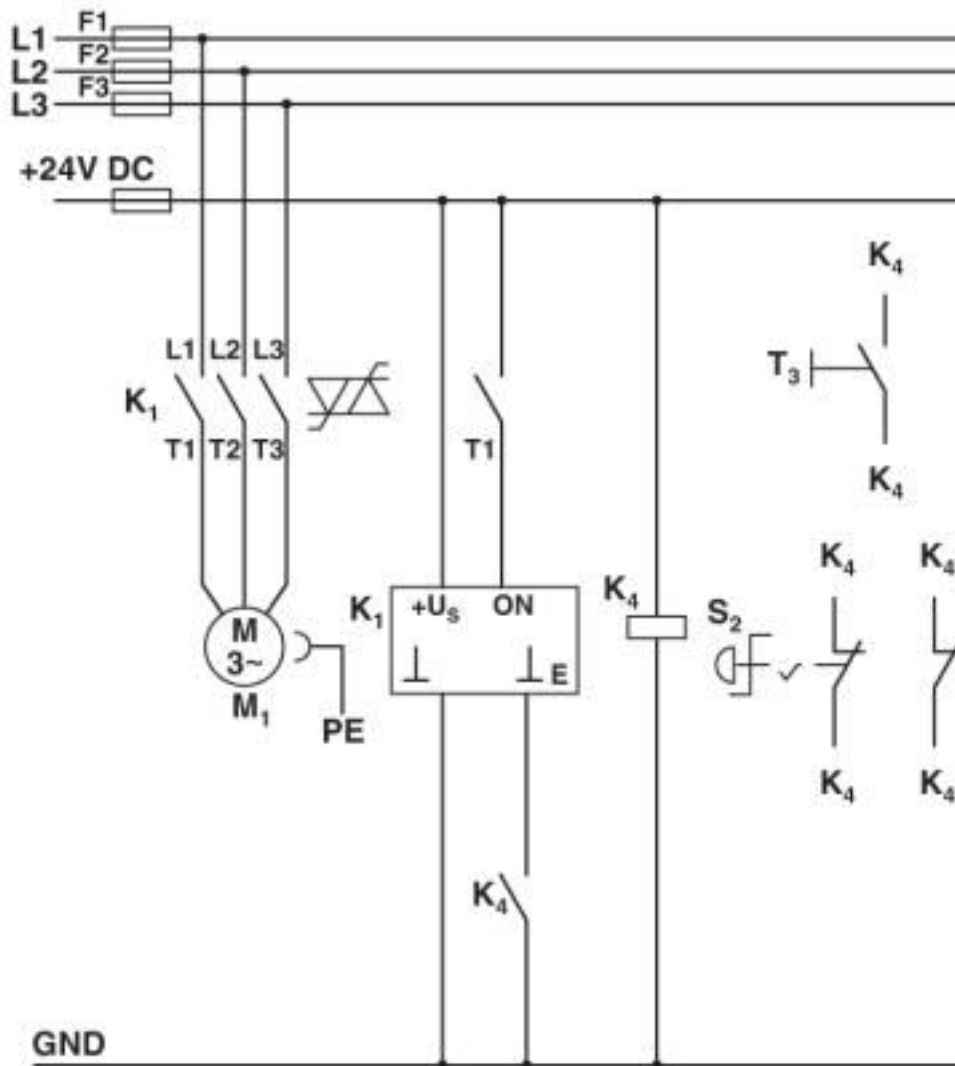 F1
L1
F2
L2
F3
L3
+24V DC
K₄
L1 L2 L3
T₃
K₁
T1 T2 T3 T1
K₄
K₄ K₄
K₁ +Uₛ ON K₄ S₂
M
3~
E
M₁
PE
K₄ K₄
K₄
GND